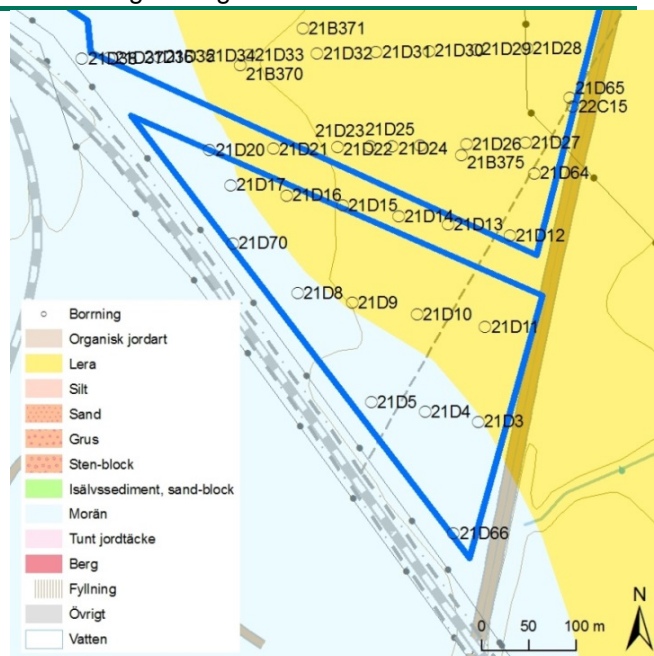 21B371
21D34 21D33 21D32 21D31 21D30 21D29 21D28
21B370
21D65
22C15
21D23 21D25
21D20 21D21 21D22 21D24 21D26 21D27
21B375
21D64
21D17
21D16
21D15
21D14
21D13
21D12
21D70
21D8
21D9
21D10
21D11
21D5
21D4
21D3
21D66
Borrning
Organisk jordart
Lera
Silt
Sand
Grus
Sten-block
Isälvssediment, sand-block
Morän
Tunt jordtäcke
Berg
Fyllning
Övrigt
Vatten
N
0 50 100 m